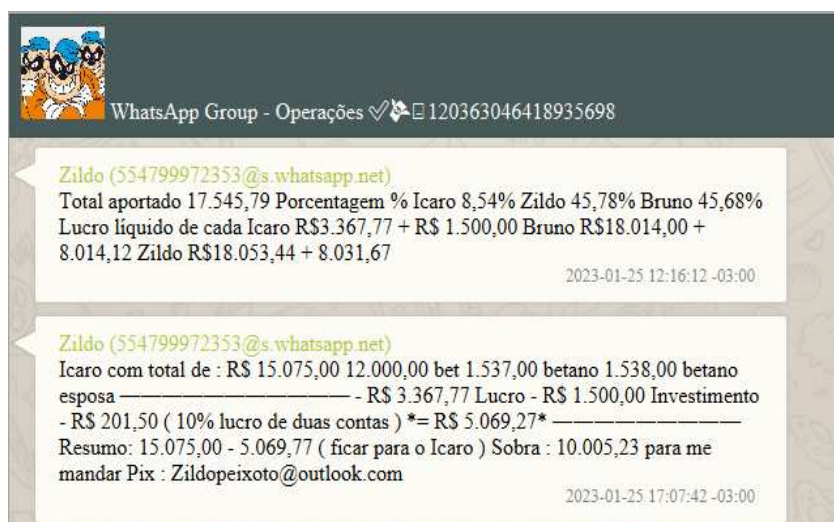 WhatsApp Group - Operações ✅💸 120363046418935698
Zildo (554799972353@s.whatsapp.net)
Total aportado 17.545,79 Porcentagem % Icaro 8,54% Zildo 45,78% Bruno 45,68%
Lucro líquido de cada Icaro R$3.367,77 + R$ 1.500,00 Bruno R$18.014,00 +
8.014,12 Zildo R$18.053,44 + 8.031,67
2023-01-25 12:16:12 -03:00
Zildo (554799972353@s.whatsapp.net)
Icaro com total de : R$ 15.075,00 12.000,00 bet 1.537,00 betano 1.538,00 betano
esposa ——————————— - R$ 3.367,77 Lucro - R$ 1.500,00 Investimento
- R$ 201,50 ( 10% lucro de duas contas ) *= R$ 5.069,27* —————————
Resumo: 15.075,00 - 5.069,77 ( ficar para o Icaro ) Sobra : 10.005,23 para me
mandar Pix : Zildopeixoto@outlook.com
2023-01-25 17:07:42 -03:00